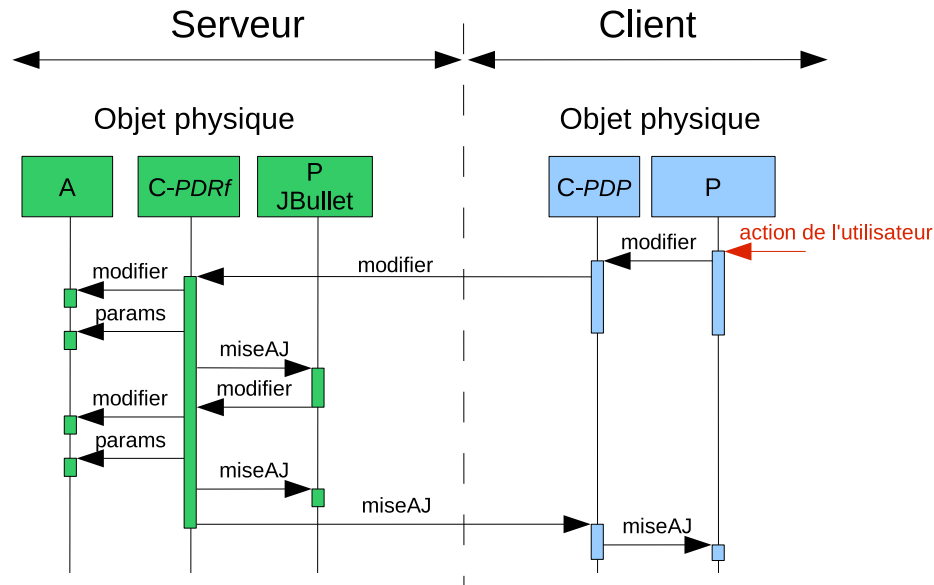 Serveur
Client
Objet physique
Objet physique
A
C-PDRf
P
JBullet
C-PDP
P
action de l'utilisateur
modifier
modifier
modifier
params
miseAJ
modifier
modifier
params
miseAJ
miseAJ
miseAJ